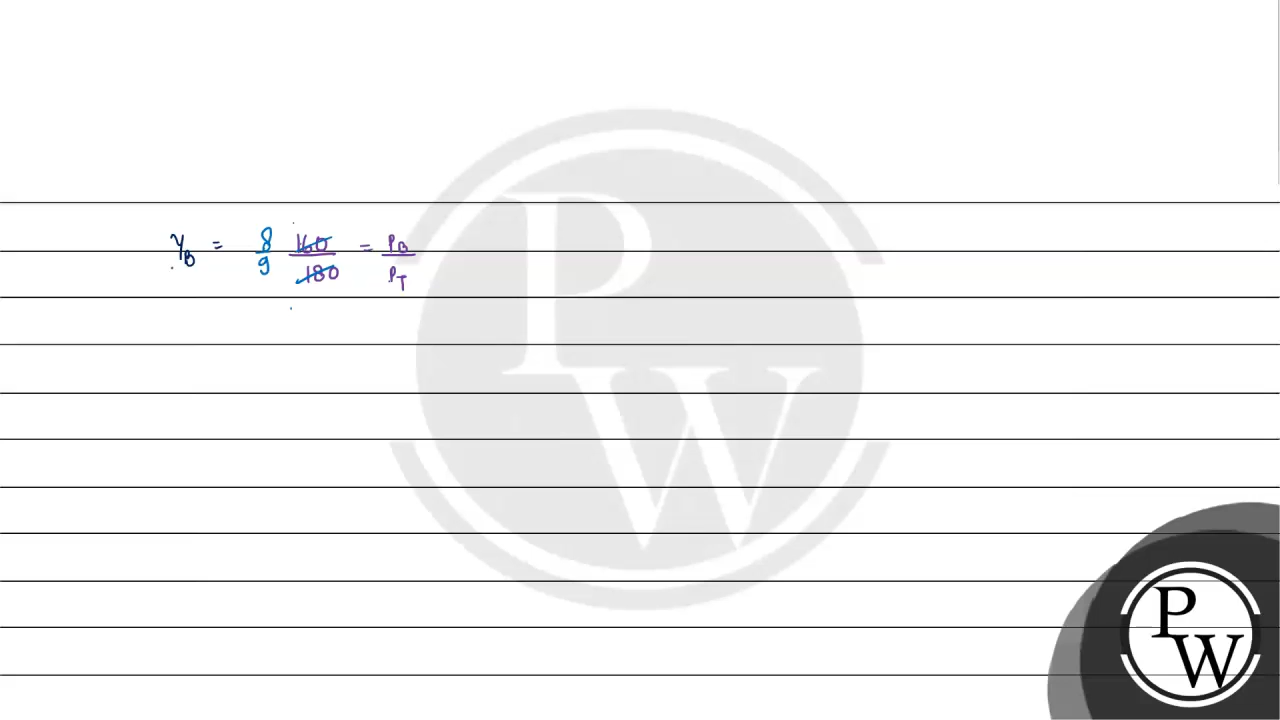 Y_B = 8/9 160/180 = P_B/P_T
P W
P W